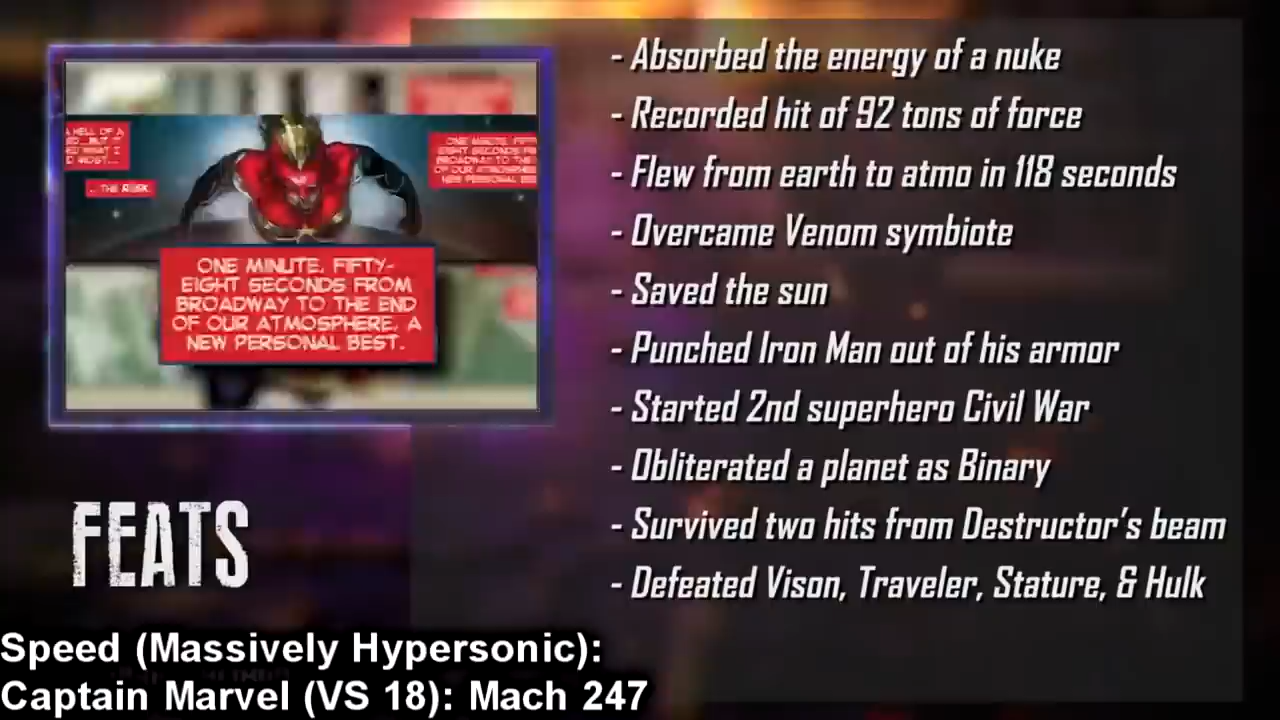 A HELL OF A
... THE RISK.
ONE MINUTE, FIFTY-
EIGHT SECONDS FROM
BROADWAY TO THE END
OF OUR ATMOSPHERE. A
NEW PERSONAL BEST.
- Absorbed the energy of a nuke
- Recorded hit of 92 tons of force
- Flew from earth to atmo in 118 seconds
- Overcame Venom symbiote
- Saved the sun
- Punched Iron Man out of his armor
- Started 2nd superhero Civil War
- Obliterated a planet as Binary
- Survived two hits from Destructor's beam
- Defeated Vison, Traveler, Stature, & Hulk
FEATS
Speed (Massively Hypersonic):
Captain Marvel (VS 18): Mach 247